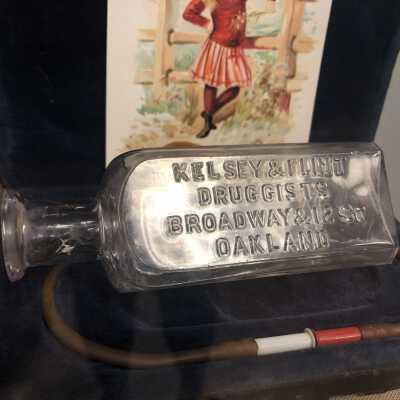 KELSEY & FLINT
DRUGGISTS
BROADWAY & 12 ST
OAKLAND